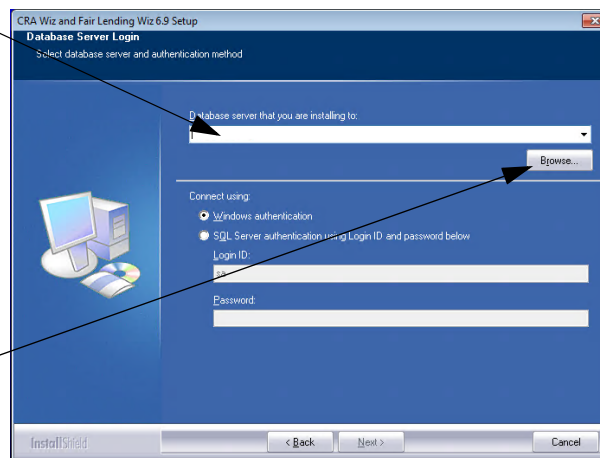 CRA Wiz and Fair Lending Wiz 6.9 Setup
Database Server Login
Select database server and authentication method
Database server that you are installing to:
Browse...
Connect using:
Windows authentication
SQL Server authentication using Login ID and password below
Login ID:
sa
Password:
InstallShield
< Back
Next >
Cancel